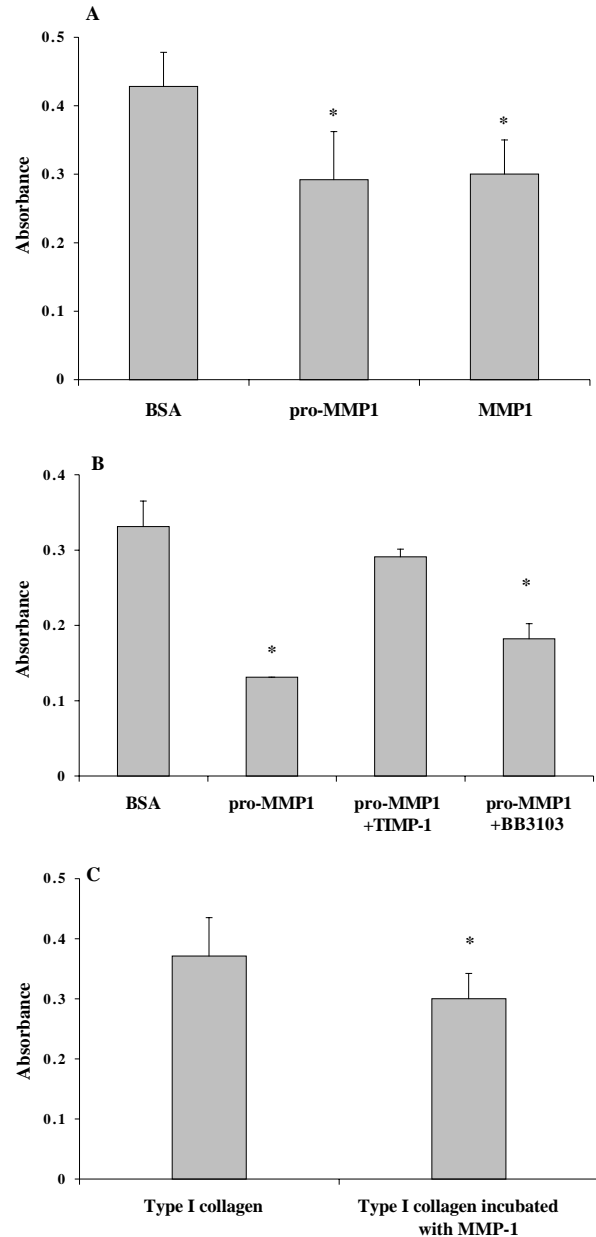 A
0.5
0.4
0.3
0.2
0.1
0
Absorbance
*
*
BSA
pro-MMP1
MMP1
B
0.4
0.3
0.2
0.1
0
Absorbance
*
*
BSA
pro-MMP1
pro-MMP1
+TIMP-1
pro-MMP1
+BB3103
C
0.5
0.4
0.3
0.2
0.1
0
Absorbance
*
Type I collagen
Type I collagen incubated
with MMP-1